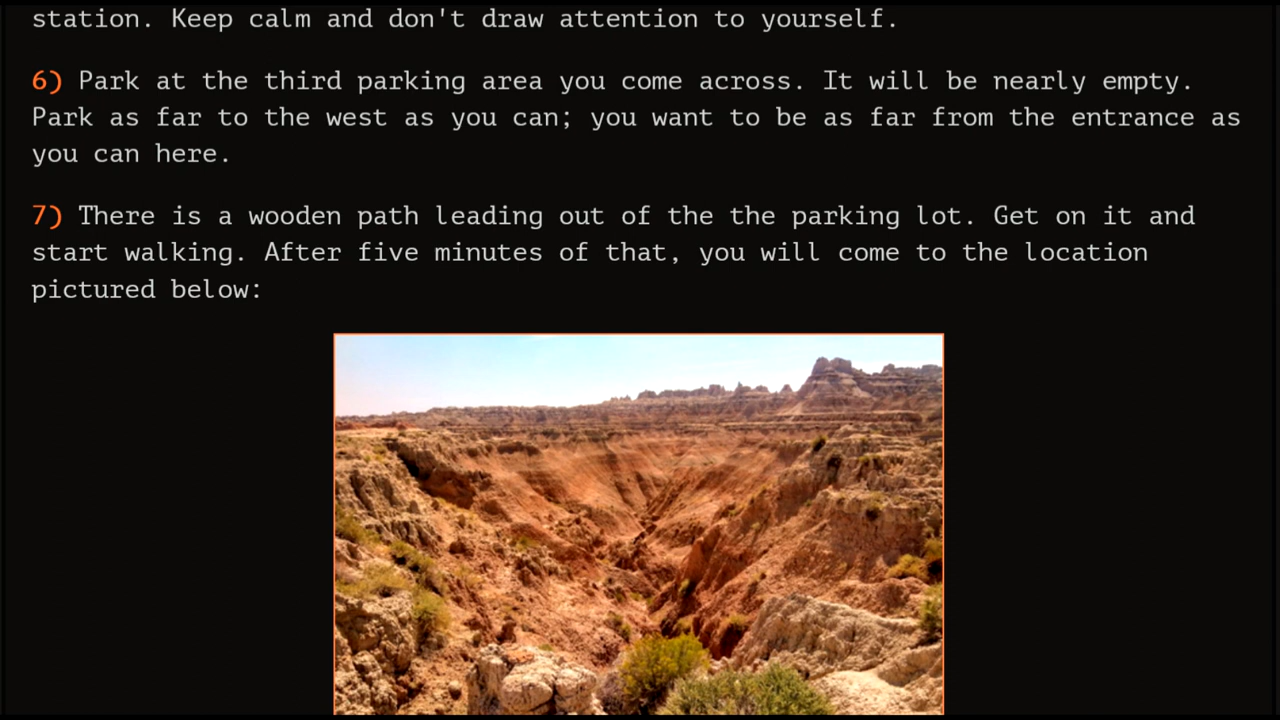 station. Keep calm and don't draw attention to yourself.
6) Park at the third parking area you come across. It will be nearly empty.
Park as far to the west as you can; you want to be as far from the entrance as
you can here.
7) There is a wooden path leading out of the the parking lot. Get on it and
start walking. After five minutes of that, you will come to the location
pictured below: